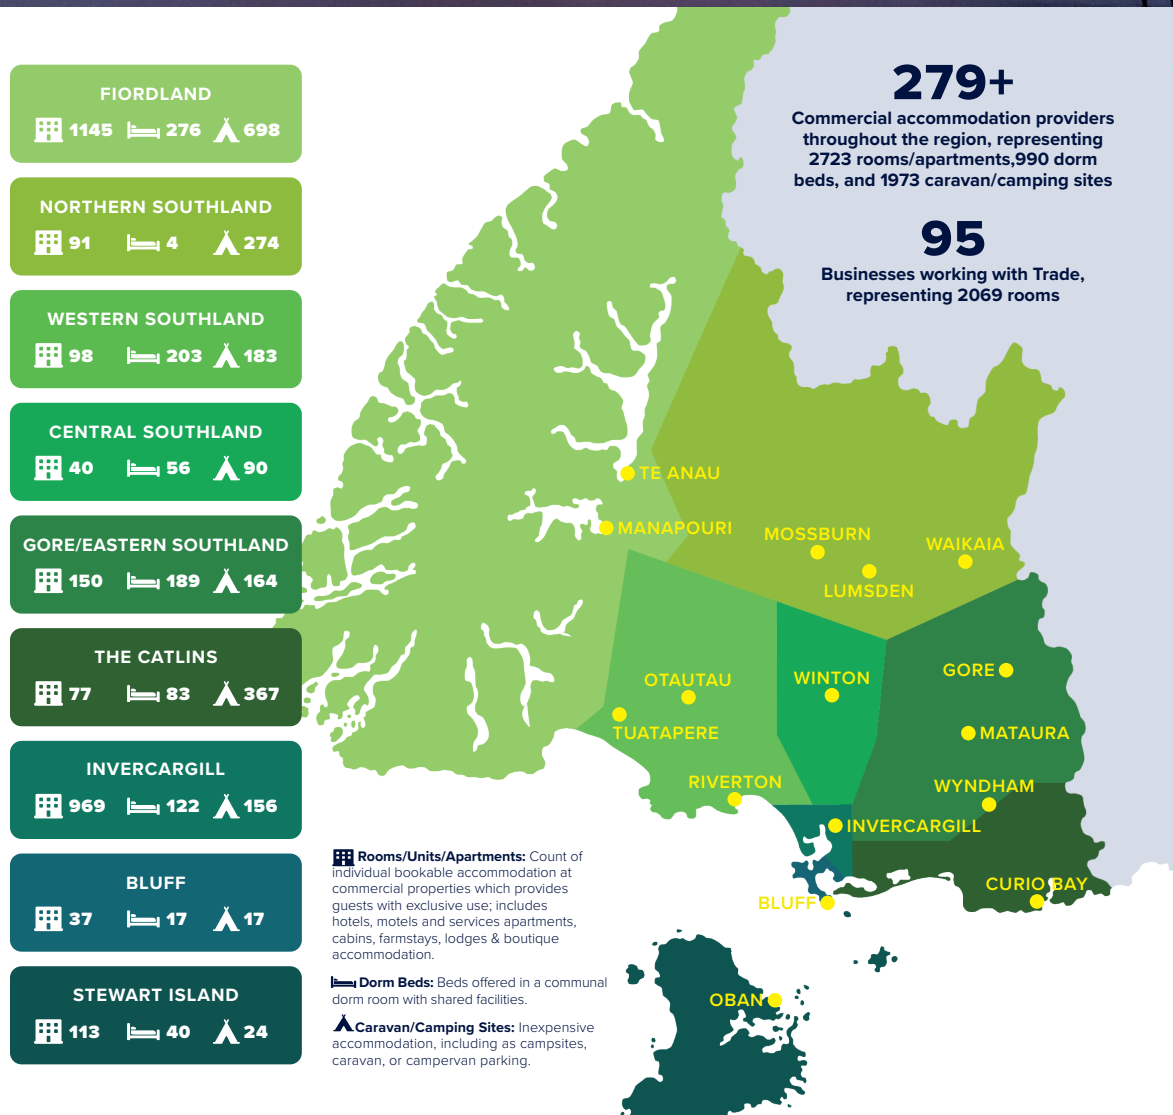 FIORDLAND
1145 276 698
NORTHERN SOUTHLAND
91 4 274
WESTERN SOUTHLAND
98 203 183
CENTRAL SOUTHLAND
40 56 90
GORE/EASTERN SOUTHLAND
150 189 164
THE CATLINS
77 83 367
INVERCARGILL
969 122 156
BLUFF
37 17 17
STEWART ISLAND
113 40 24
279+
Commercial accommodation providers
throughout the region, representing
2723 rooms/apartments,990 dorm
beds, and 1973 caravan/camping sites
95
Businesses working with Trade,
representing 2069 rooms
TE ANAU
MANAPOURI
MOSSBURN
WAIKAIA
LUMSDEN
OTAUTAU
WINTON
GORE
TUATAPERE
MATAURA
RIVERTON
WYNDHAM
INVERCARGILL
CURIO BAY
BLUFF
OBAN
Rooms/Units/Apartments: Count of
individual bookable accommodation at
commercial properties which provides
guests with exclusive use; includes
hotels, motels and services apartments,
cabins, farmstays, lodges & boutique
accommodation.
Dorm Beds: Beds offered in a communal
dorm room with shared facilities.
Caravan/Camping Sites: Inexpensive
accommodation, including as campsites,
caravan, or campervan parking.